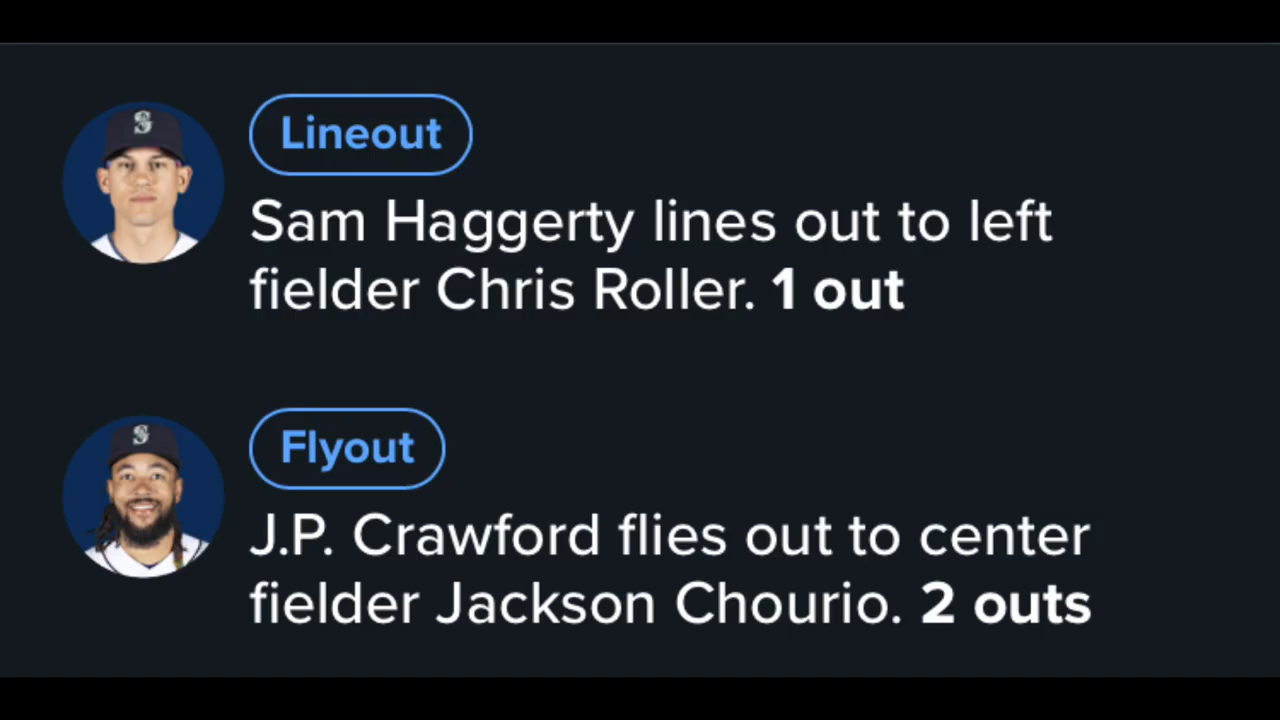 Lineout
Sam Haggerty lines out to left
fielder Chris Roller. 1 out
Flyout
J.P. Crawford flies out to center
fielder Jackson Chourio. 2 outs